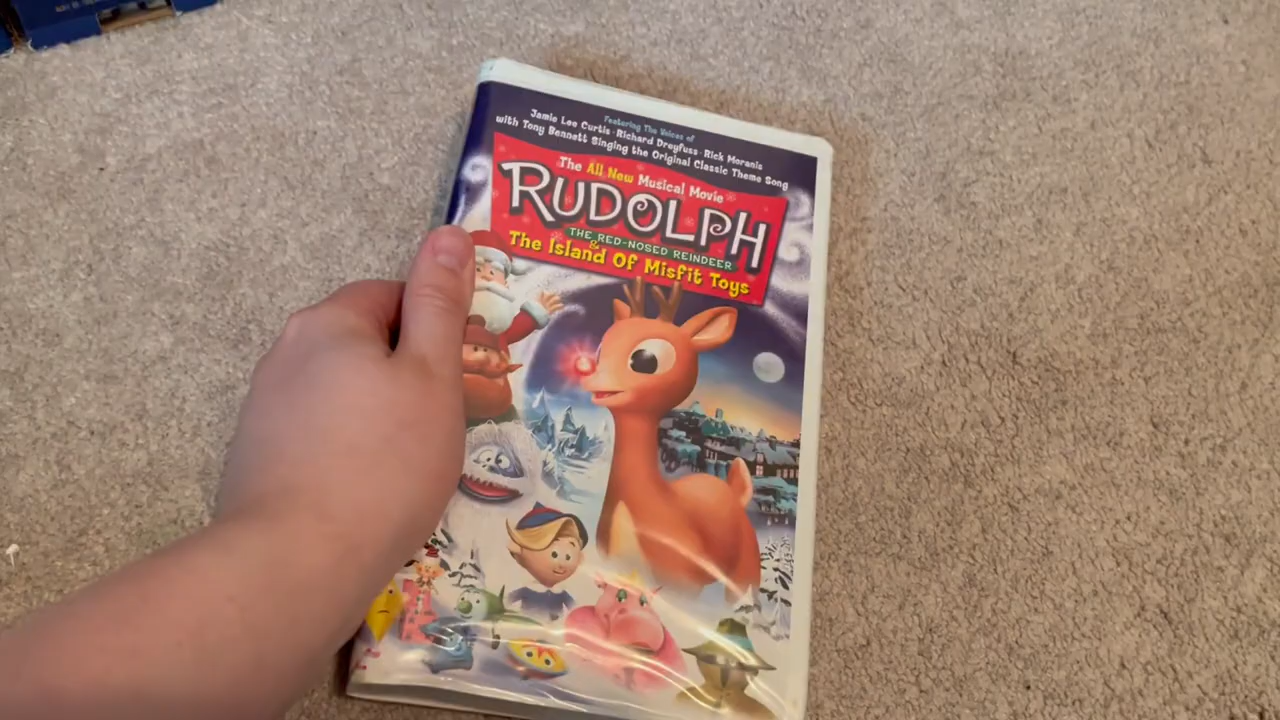 Featuring The Voices of
Jamie Lee Curtis · Richard Dreyfuss · Rick Moranis
with Tony Bennett Singing the Original Classic Theme Song
The All New Musical Movie
RUDOLPH
THE RED-NOSED REINDEER
&
The Island Of Misfit Toys